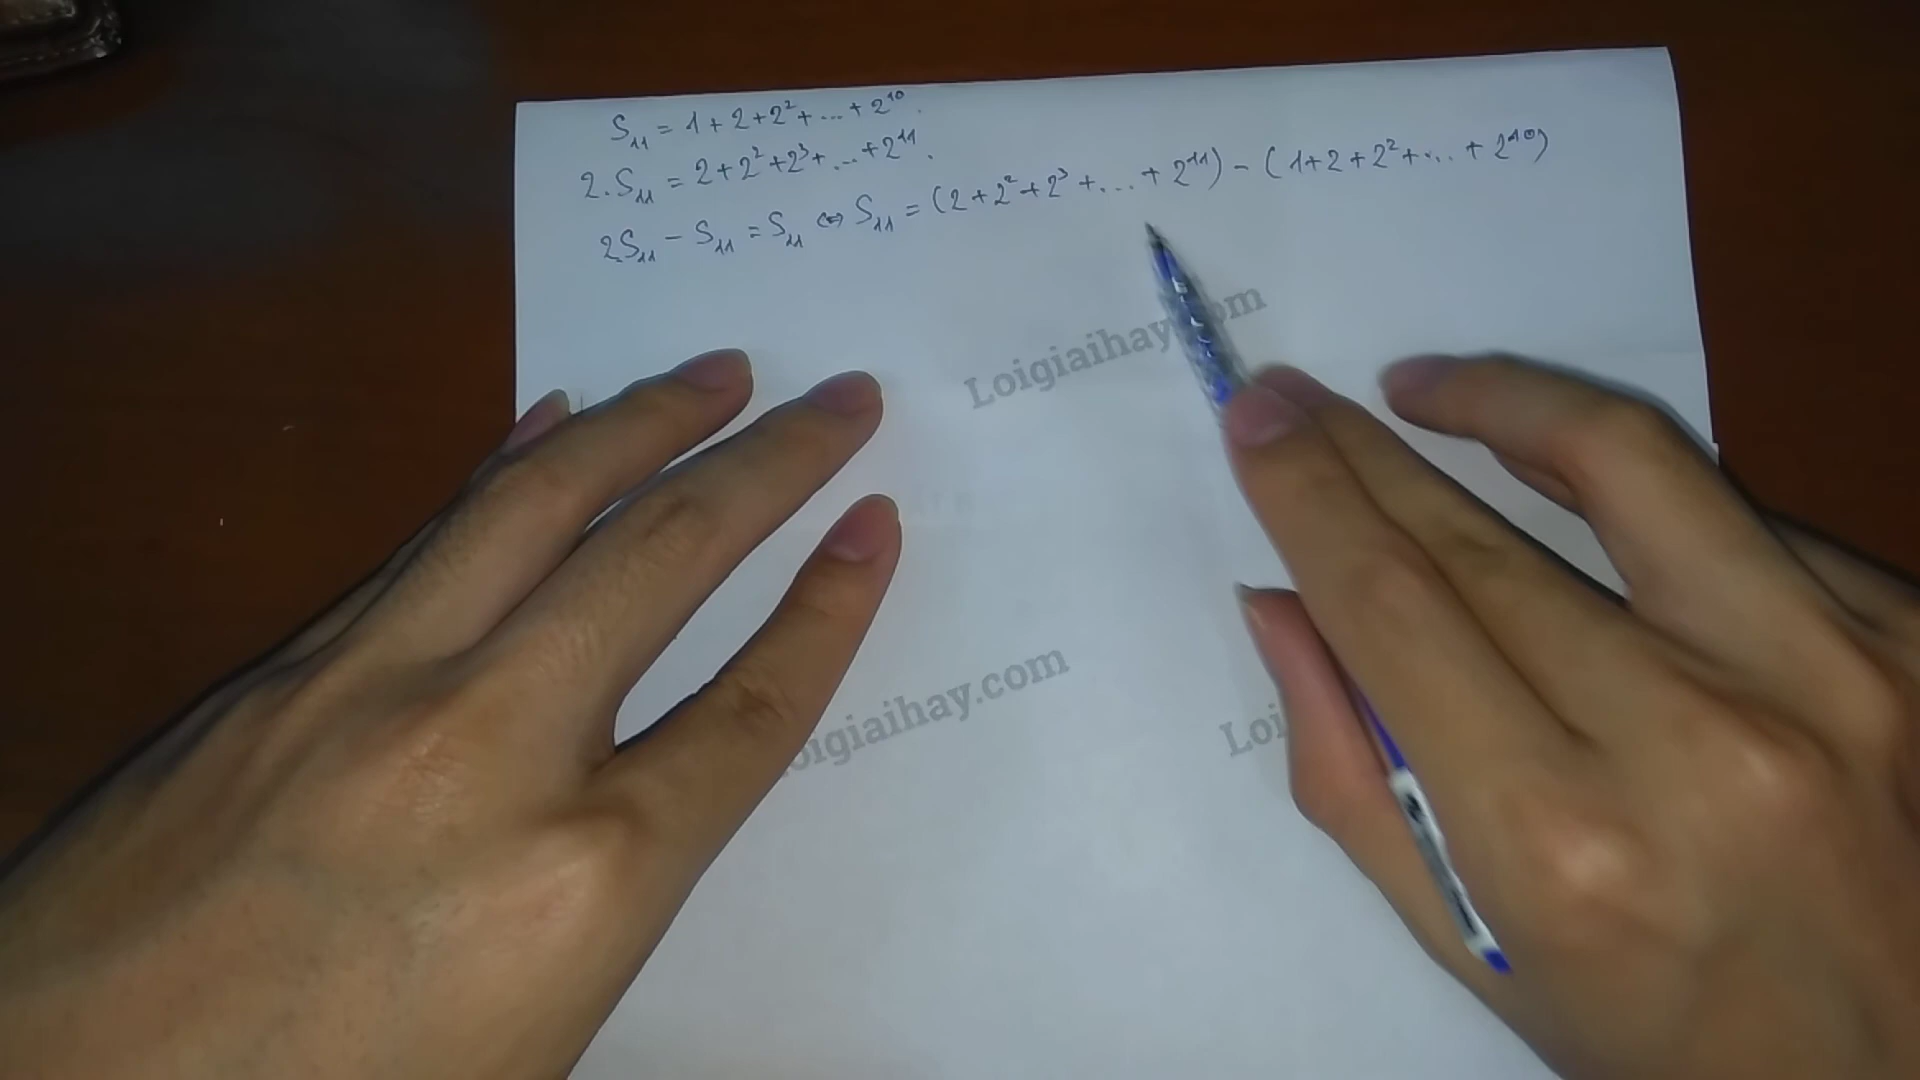 S₁₁ = 1 + 2 + 2² + ... + 2¹⁰.
2.S₁₁ = 2 + 2² + 2³ + ... + 2¹¹.
2S₁₁ - S₁₁ = S₁₁ ⇔ S₁₁ = (2 + 2² + 2³ + ... + 2¹¹) - (1 + 2 + 2² + ... + 2¹⁰)
Loigiaihay.com
Loigiaihay.com
Loi